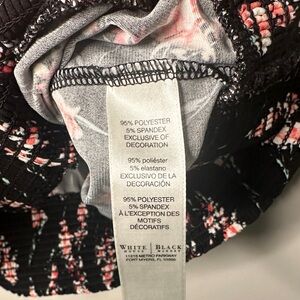 95% POLYESTER
5% SPANDEX
EXCLUSIVE OF
DECORATION
95% poliéster
5% elastano
EXCLUSIVO DE LA
DECORACIÓN
95% POLYESTER
5% SPANDEX
À L'EXCEPTION DES
MOTIFS
DÉCORATIFS
WHITE HOUSE BLACK MARKET
11215 METRO PARKWAY
FORT MYERS, FL 33966